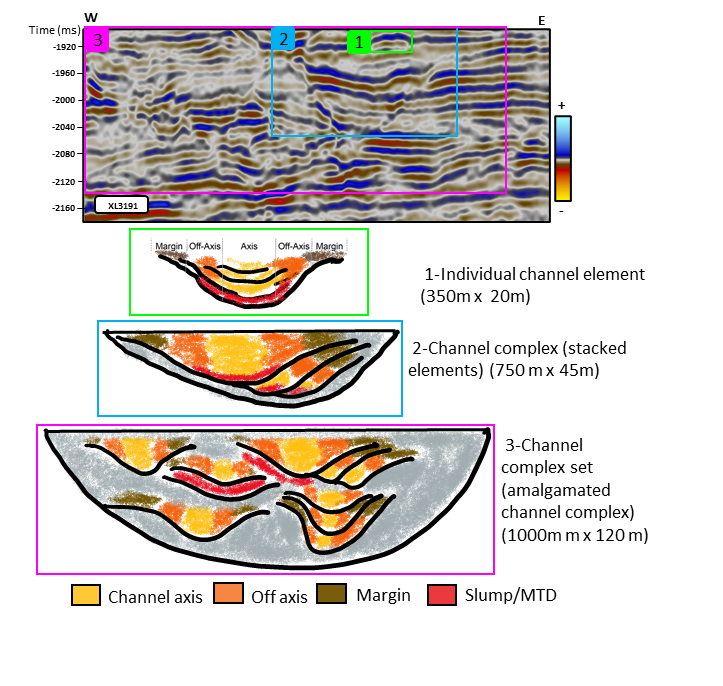 W
E
Time (ms)
3
2
1
-1920
-1960
-2000
-2040
-2080
-2120
-2160
XL3191
+
-
Margin Off-Axis Axis Off-Axis Margin
1-Individual channel element
(350m x 20m)
2-Channel complex (stacked
elements) (750 m x 45m)
3-Channel
complex set
(amalgamated
channel complex)
(1000m m x 120 m)
Channel axis
Off axis
Margin
Slump/MTD